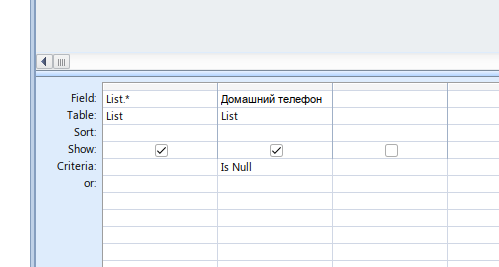 Field: List.* Домашний телефон
Table: List List
Sort:
Show:
Criteria: Is Null
or: